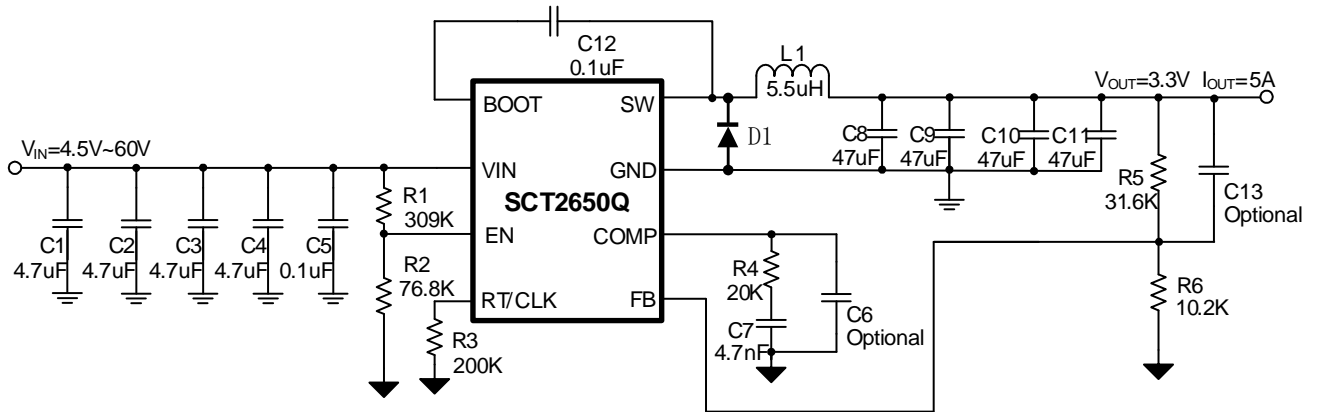 C12
0.1uF
L1
5.5uH
V_OUT=3.3V I_OUT=5A
BOOT
SW
D1
C8
47uF
C9
47uF
C10
47uF
C11
47uF
V_IN=4.5V~60V
VIN
GND
SCT2650Q
R1
309K
R5
31.6K
C13
Optional
C1
4.7uF
C2
4.7uF
C3
4.7uF
C4
4.7uF
C5
0.1uF
EN
COMP
R2
76.8K
R4
20K
RT/CLK
FB
C6
Optional
R6
10.2K
R3
200K
C7
4.7nF